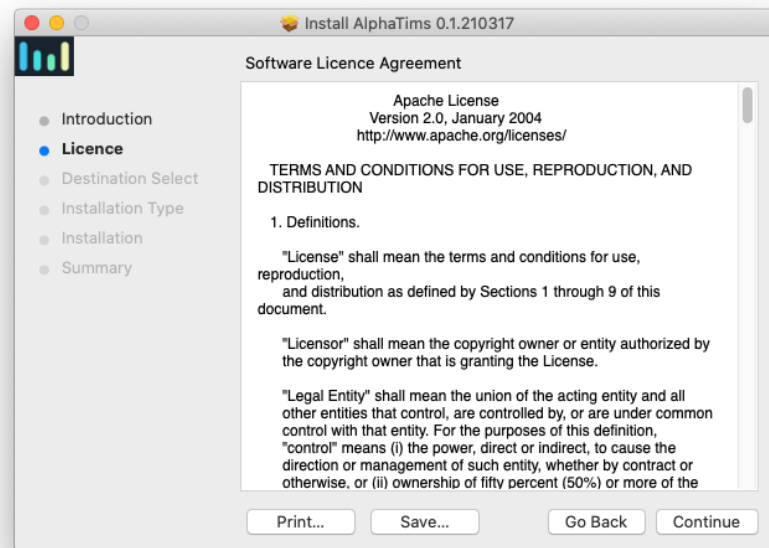 Install AlphaTims 0.1.210317
Software Licence Agreement
Introduction
Licence
Destination Select
Installation Type
Installation
Summary
Apache License
Version 2.0, January 2004
http://www.apache.org/licenses/
TERMS AND CONDITIONS FOR USE, REPRODUCTION, AND
DISTRIBUTION
1. Definitions.
"License" shall mean the terms and conditions for use,
reproduction,
and distribution as defined by Sections 1 through 9 of this
document.
"Licensor" shall mean the copyright owner or entity authorized by
the copyright owner that is granting the License.
"Legal Entity" shall mean the union of the acting entity and all
other entities that control, are controlled by, or are under common
control with that entity. For the purposes of this definition,
"control" means (i) the power, direct or indirect, to cause the
direction or management of such entity, whether by contract or
otherwise, or (ii) ownership of fifty percent (50%) or more of the
Print...
Save...
Go Back
Continue